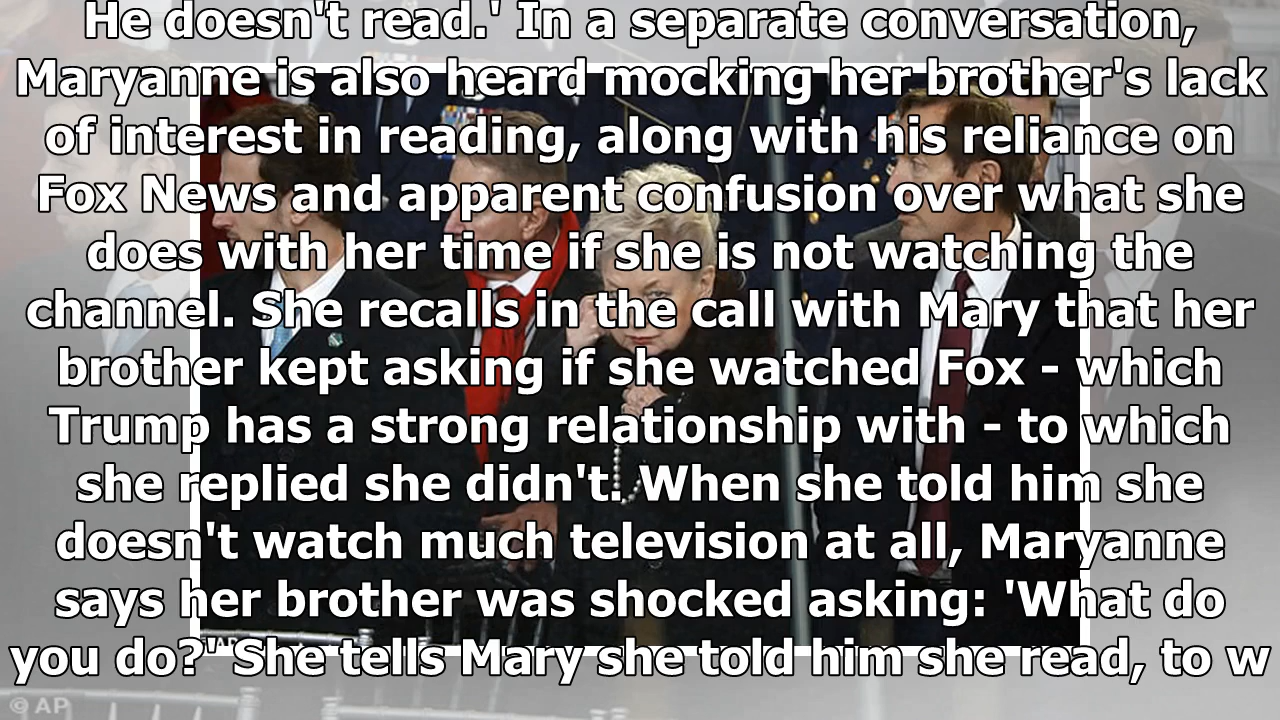 He doesn't read.' In a separate conversation,
Maryanne is also heard mocking her brother's lack
of interest in reading, along with his reliance on
Fox News and apparent confusion over what she
does with her time if she is not watching the
channel. She recalls in the call with Mary that her
brother kept asking if she watched Fox - which
Trump has a strong relationship with - to which
she replied she didn't. When she told him she
doesn't watch much television at all, Maryanne
says her brother was shocked asking: 'What do
you do?' She tells Mary she told him she read, to w
© AP